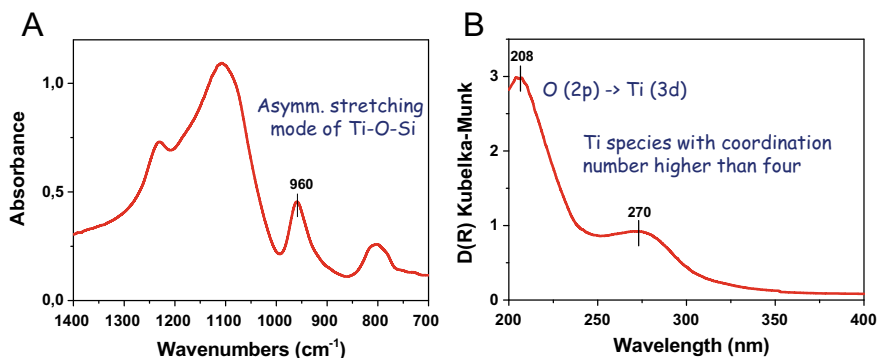 A
1,0
0,5
0,0
Absorbance
Asymm. stretching
mode of Ti-O-Si
960
1400 1300 1200 1100 1000 900 800 700
Wavenumbers (cm⁻¹)
B
208
3
2
1
0
D(R) Kubelka-Munk
O (2p) -> Ti (3d)
Ti species with coordination
number higher than four
270
200 250 300 350 400
Wavelength (nm)